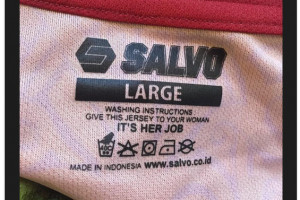 SALVO
LARGE
WASHING INSTRUCTIONS
GIVE THIS JERSEY TO YOUR WOMAN
IT'S HER JOB
MADE IN INDONESIA www.salvo.co.id